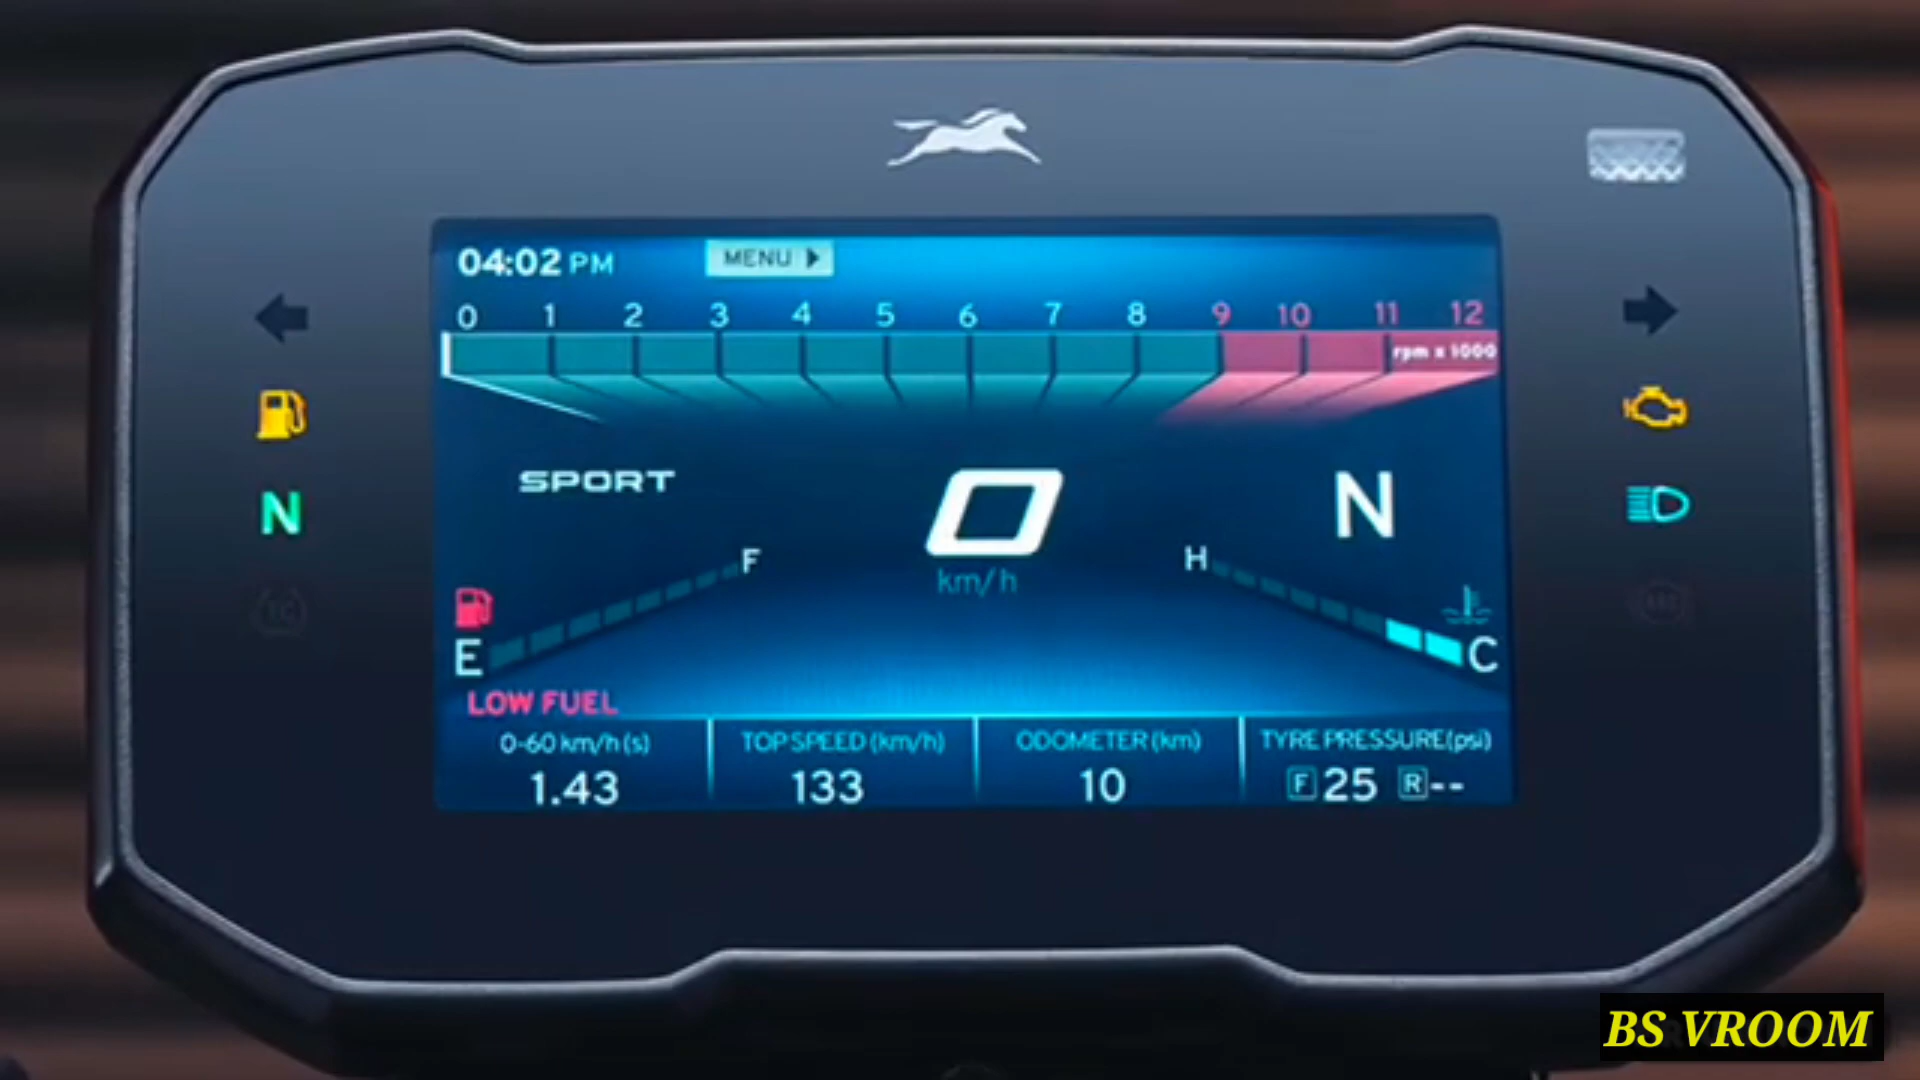 04:02 PM MENU
0 1 2 3 4 5 6 7 8 9 10 11 12
rpm x 1000
SPORT
0
N
N
km/h
F
H
E
C
LOW FUEL
0-60 km/h (s) TOP SPEED (km/h) ODOMETER (km) TYRE PRESSURE(psi)
1.43 133 10 F 25 R --
TC
ABS
BS VROOM